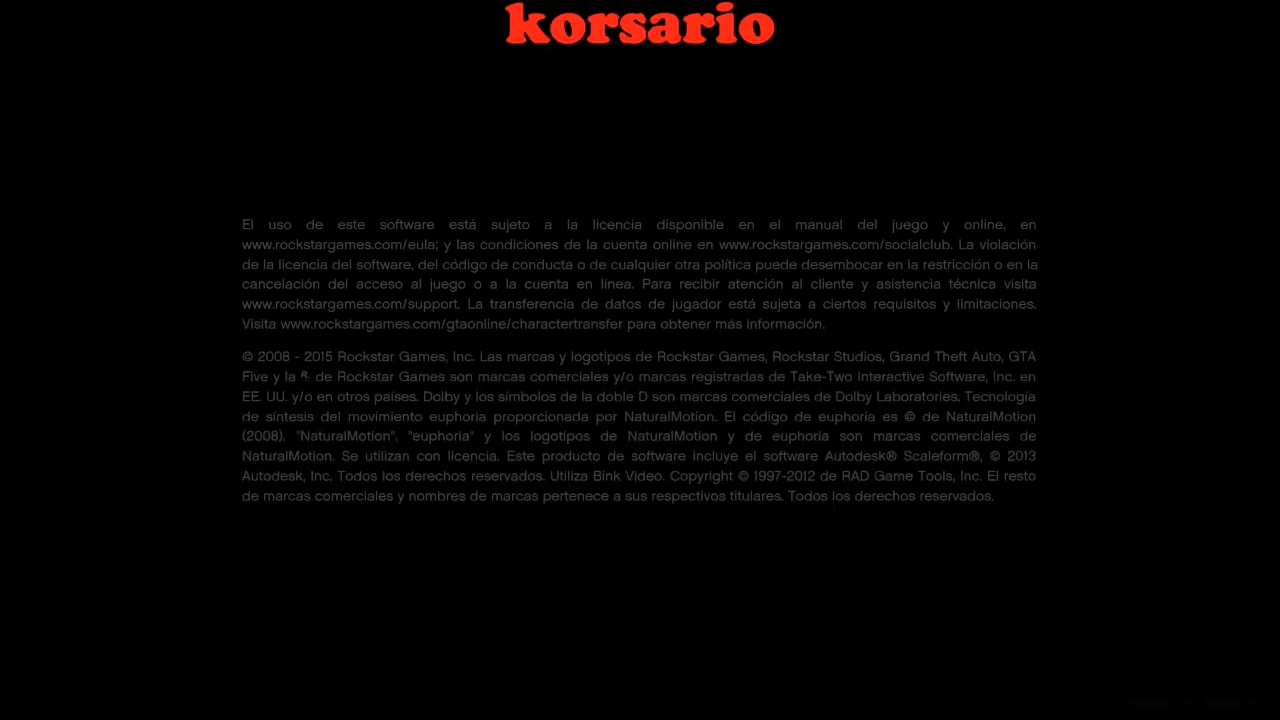 korsario
El uso de este software está sujeto a la licencia disponible en el manual del juego y online, en
www.rockstargames.com/eula; y las condiciones de la cuenta online en www.rockstargames.com/socialclub. La violación
de la licencia del software, del código de conducta o de cualquier otra política puede desembocar en la restricción o en la
cancelación del acceso al juego o a la cuenta en línea. Para recibir atención al cliente y asistencia técnica visita
www.rockstargames.com/support. La transferencia de datos de jugador está sujeta a ciertos requisitos y limitaciones.
Visita www.rockstargames.com/gtaonline/charactertransfer para obtener más información.
© 2008 - 2015 Rockstar Games, Inc. Las marcas y logotipos de Rockstar Games, Rockstar Studios, Grand Theft Auto, GTA
Five y la R* de Rockstar Games son marcas comerciales y/o marcas registradas de Take-Two Interactive Software, Inc. en
EE. UU. y/o en otros países. Dolby y los símbolos de la doble D son marcas comerciales de Dolby Laboratories. Tecnología
de síntesis del movimiento euphoria proporcionada por NaturalMotion. El código de euphoria es © de NaturalMotion
(2008). "NaturalMotion", "euphoria" y los logotipos de NaturalMotion y de euphoria son marcas comerciales de
NaturalMotion. Se utilizan con licencia. Este producto de software incluye el software Autodesk® Scaleform®, © 2013
Autodesk, Inc. Todos los derechos reservados. Utiliza Bink Video. Copyright © 1997-2012 de RAD Game Tools, Inc. El resto
de marcas comerciales y nombres de marcas pertenece a sus respectivos titulares. Todos los derechos reservados.